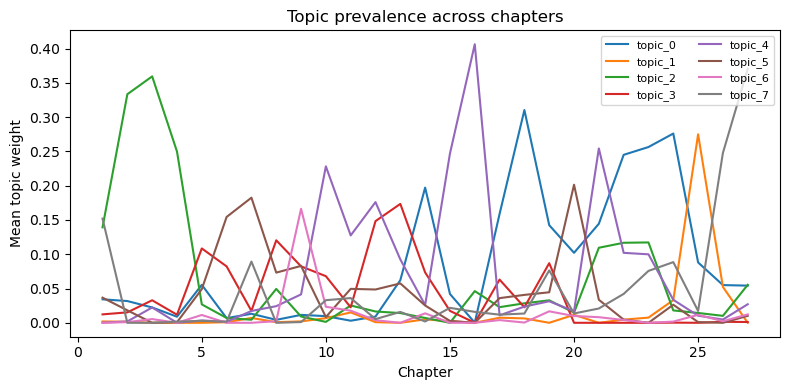 Topic prevalence across chapters
Mean topic weight
0.40
0.35
0.30
0.25
0.20
0.15
0.10
0.05
0.00
topic_0
topic_1
topic_2
topic_3
topic_4
topic_5
topic_6
topic_7
0
5
10
15
20
25
Chapter